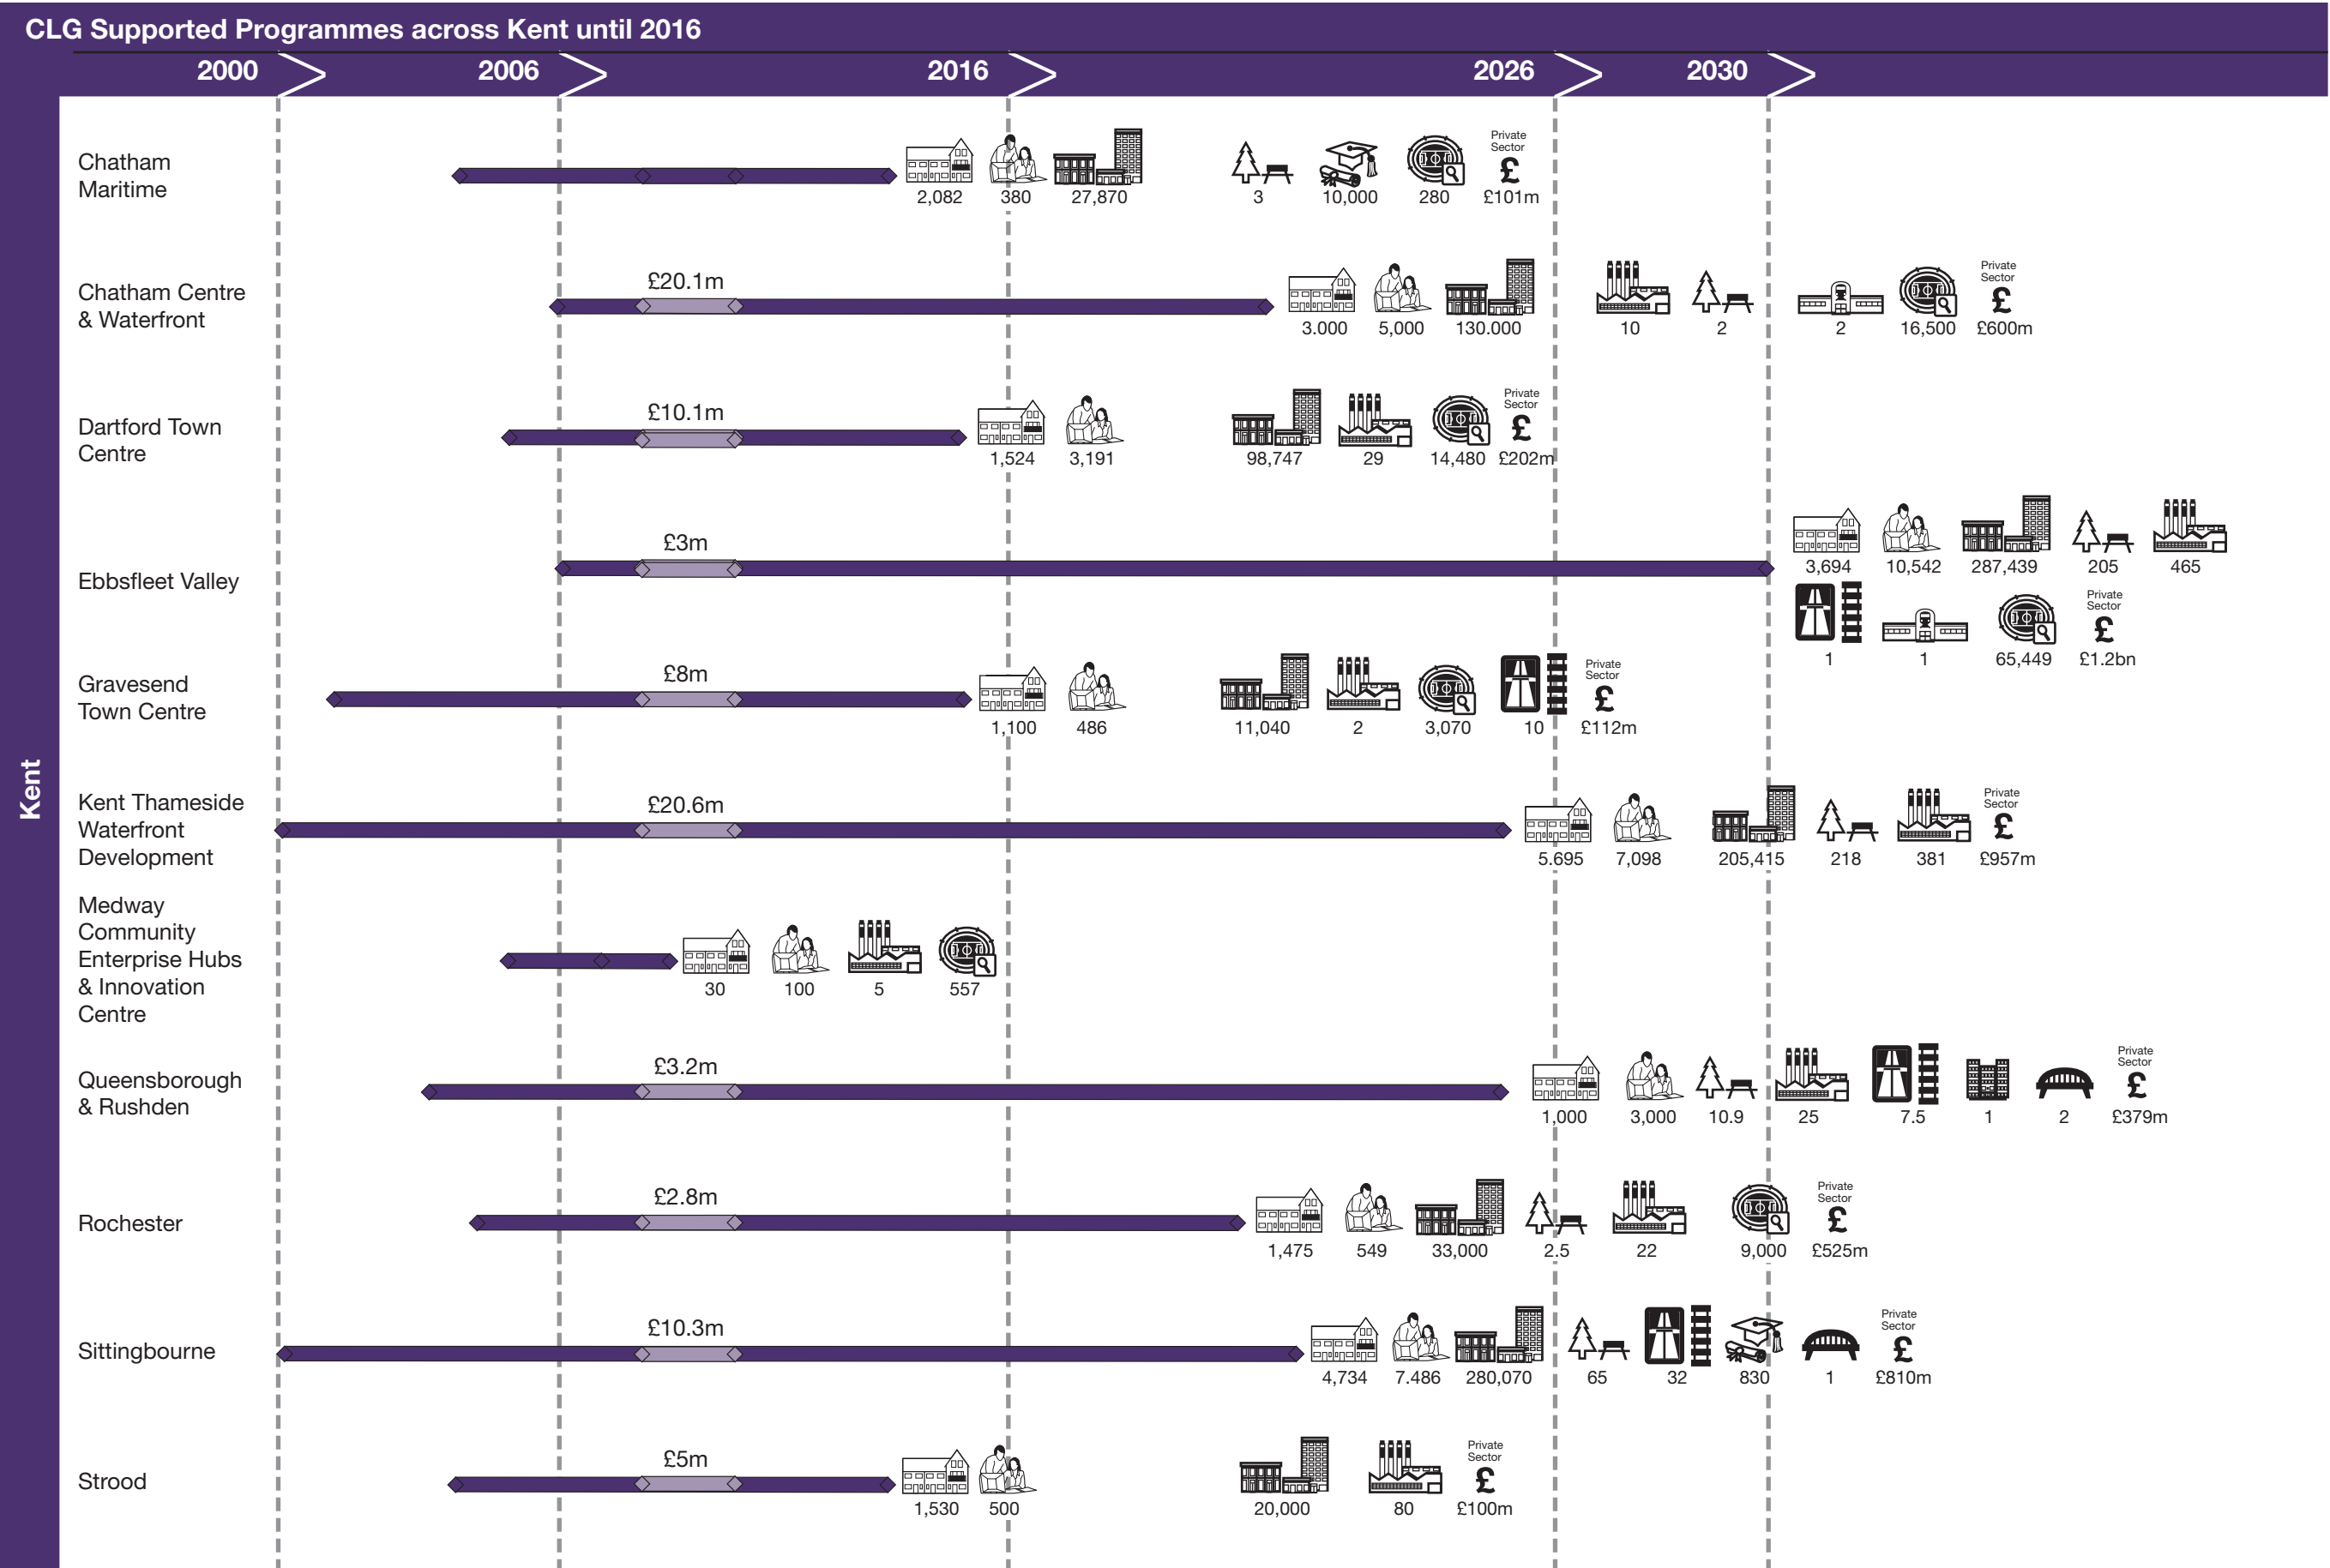 CLG Supported Programmes across Kent until 2016
2000 2006 2016 2026 2030
Kent
Chatham
Maritime
2,082 380 27,870 3 10,000 280
Private
Sector
£
£101m
Chatham Centre
& Waterfront
£20.1m
3.000 5,000 130.000 10 2 2 16,500
Private
Sector
£
£600m
Dartford Town
Centre
£10.1m
1,524 3,191 98,747 29 14,480
Private
Sector
£
£202m
Ebbsfleet Valley
£3m
3,694 10,542 287,439 205 465
1 1 65,449
Private
Sector
£
£1.2bn
Gravesend
Town Centre
£8m
1,100 486 11,040 2 3,070 10
Private
Sector
£
£112m
Kent Thameside
Waterfront
Development
£20.6m
5.695 7,098 205,415 218 381
Private
Sector
£
£957m
Medway
Community
Enterprise Hubs
& Innovation
Centre
30 100 5 557
Queensborough
& Rushden
£3.2m
1,000 3,000 10.9 25 7.5 1 2
Private
Sector
£
£379m
Rochester
£2.8m
1,475 549 33,000 2.5 22 9,000
Private
Sector
£
£525m
Sittingbourne
£10.3m
4,734 7.486 280,070 65 32 830 1
Private
Sector
£
£810m
Strood
£5m
1,530 500 20,000 80
Private
Sector
£
£100m